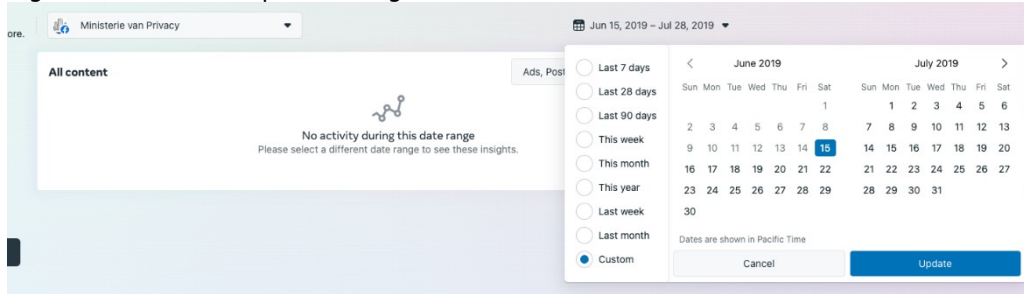 ore.
Ministerie van Privacy
Jun 15, 2019 – Jul 28, 2019
All content
Ads, Post
No activity during this date range
Please select a different date range to see these insights.
Last 7 days
Last 28 days
Last 90 days
This week
This month
This year
Last week
Last month
Custom
June 2019
Sun Mon Tue Wed Thu Fri Sat
1
2 3 4 5 6 7 8
9 10 11 12 13 14 15
16 17 18 19 20 21 22
23 24 25 26 27 28 29
30
July 2019
Sun Mon Tue Wed Thu Fri Sat
1 2 3 4 5 6
7 8 9 10 11 12 13
14 15 16 17 18 19 20
21 22 23 24 25 26 27
28 29 30 31
Dates are shown in Pacific Time
Cancel
Update